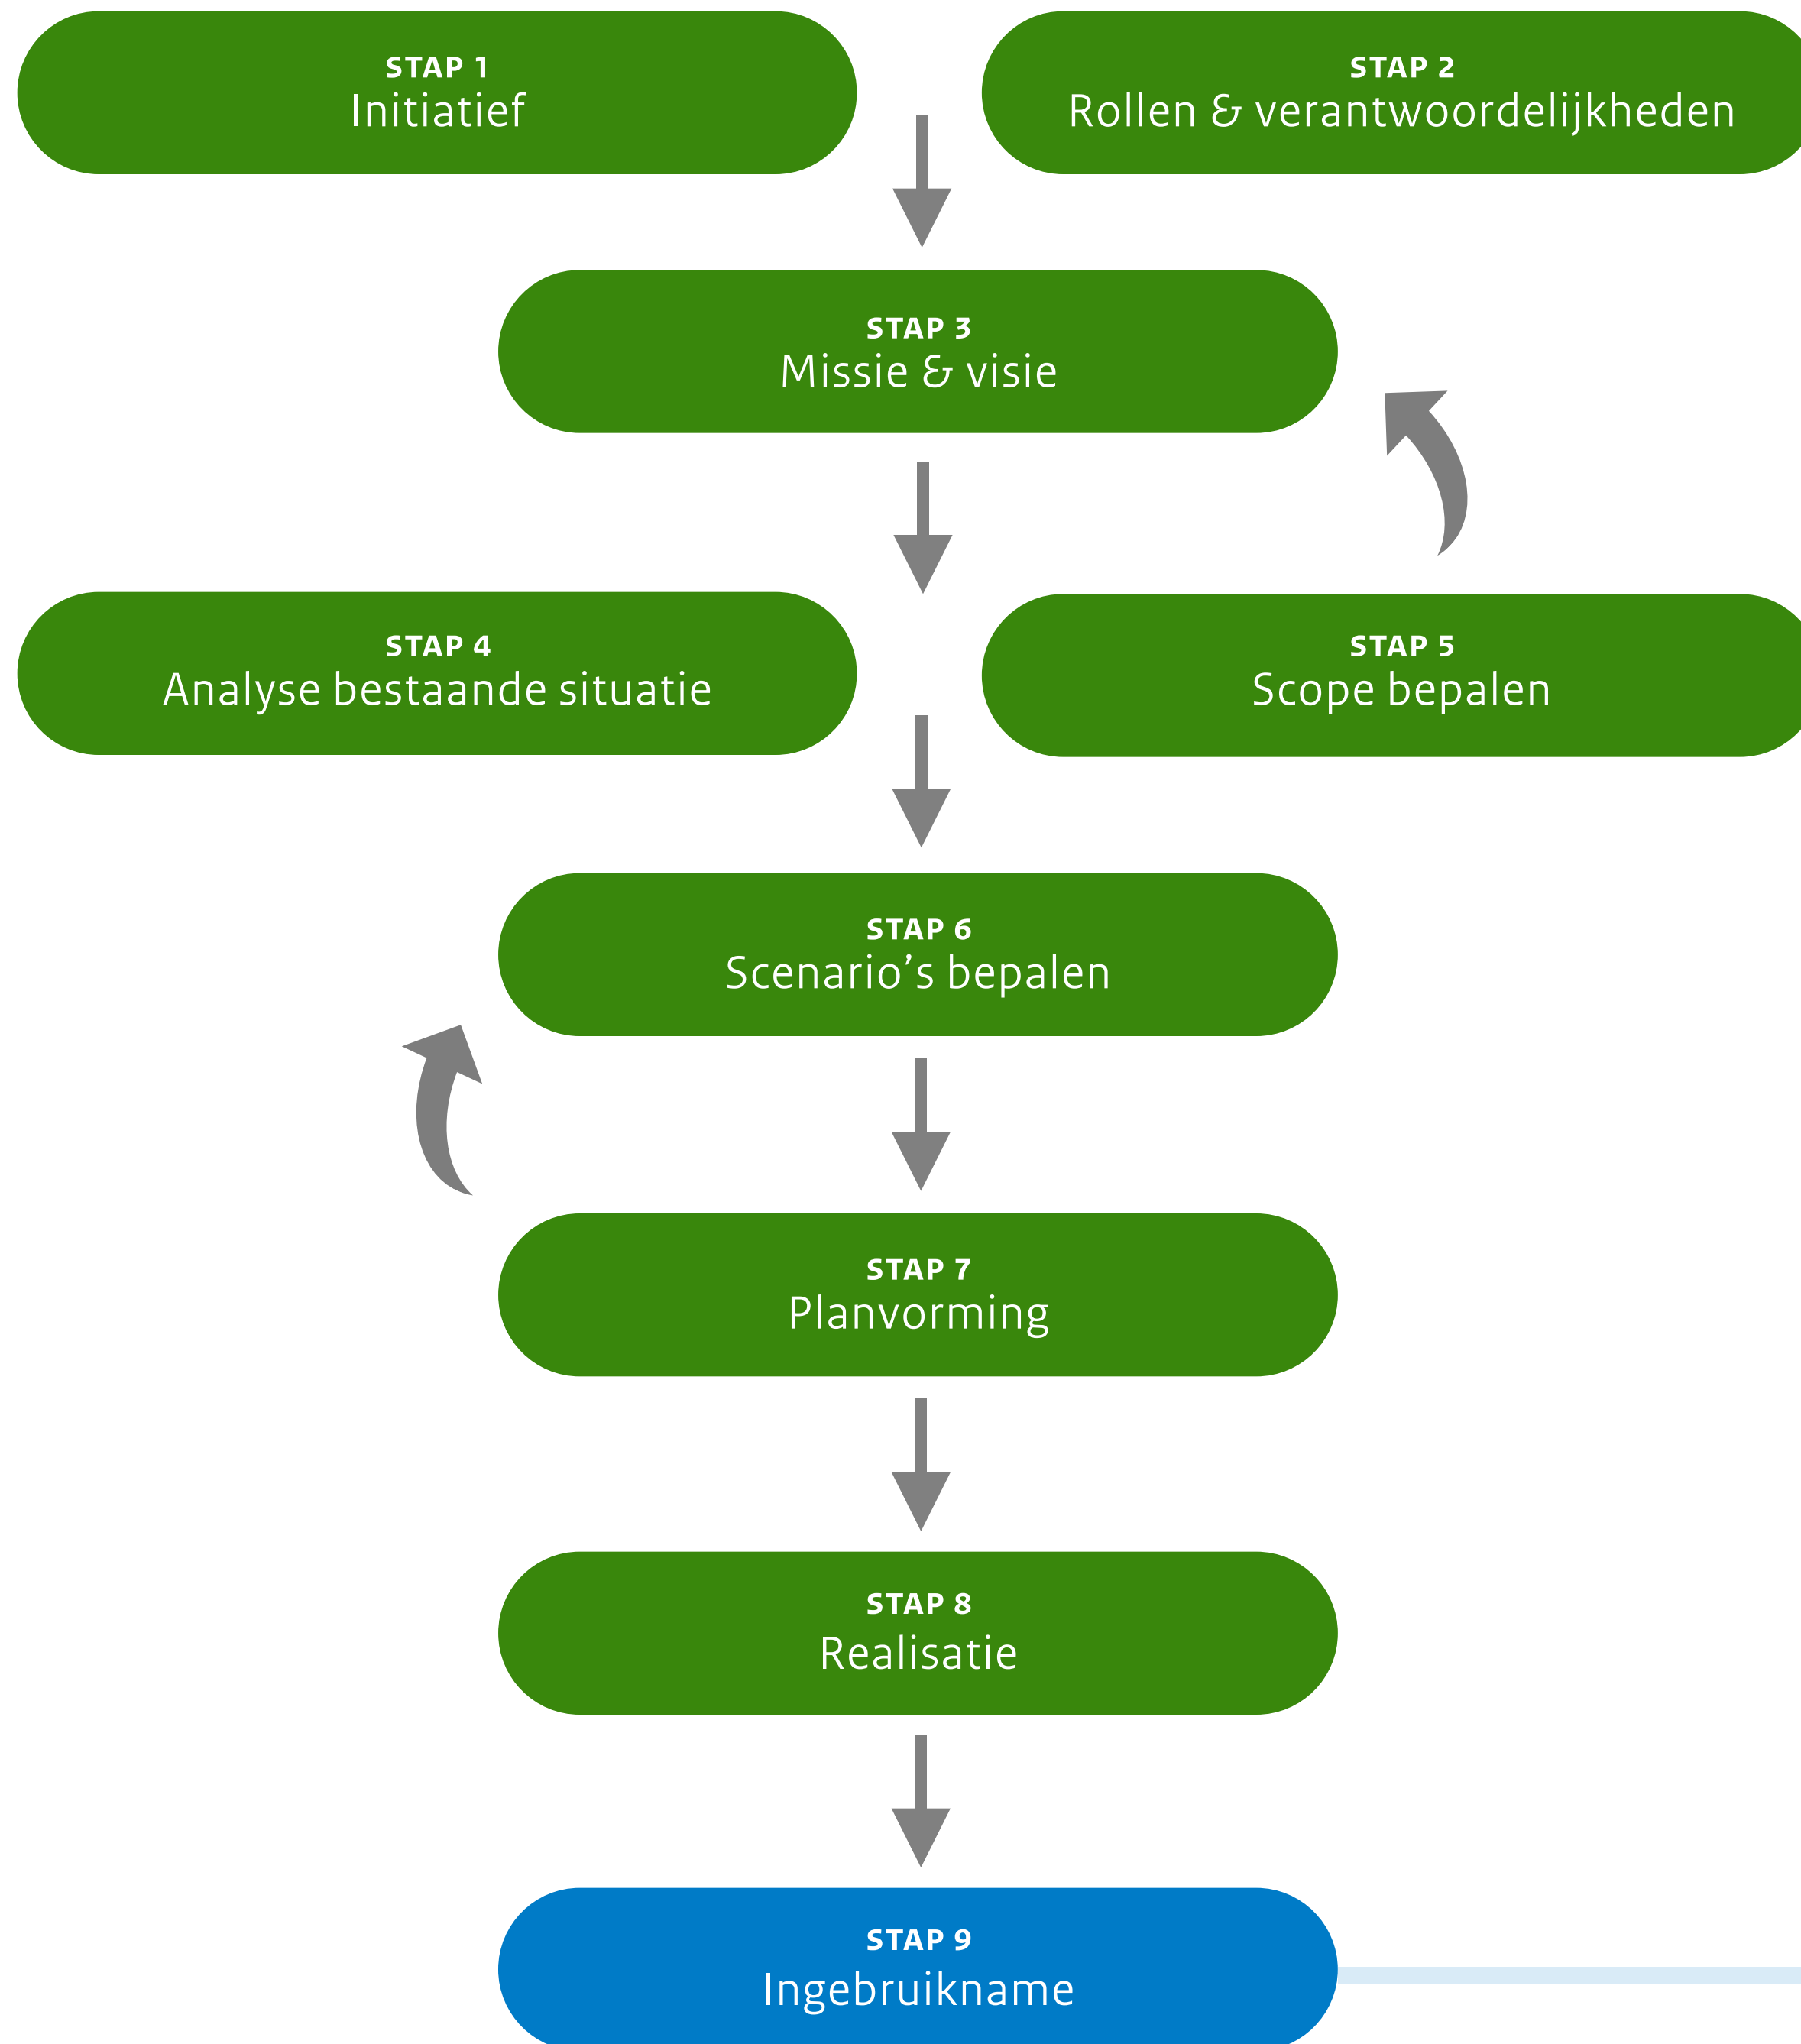 STAP 1
Initiatief
STAP 2
Rollen & verantwoordelijkheden
STAP 3
Missie & visie
STAP 4
Analyse bestaande situatie
STAP 5
Scope bepalen
STAP 6
Scenario’s bepalen
STAP 7
Planvorming
STAP 8
Realisatie
STAP 9
Ingebruikname